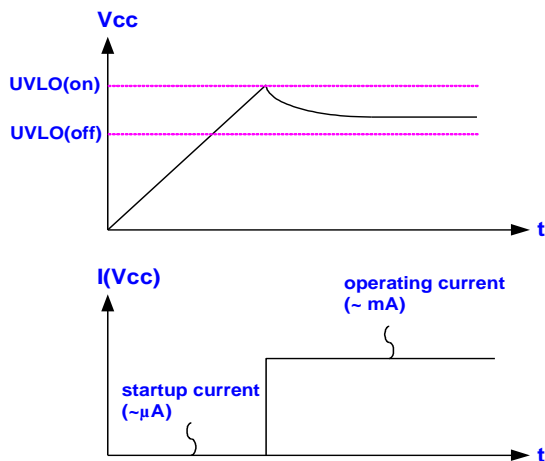 Vcc
UVLO(on)
UVLO(off)
t
I(Vcc)
operating current
(~ mA)
startup current
(~μA)
t